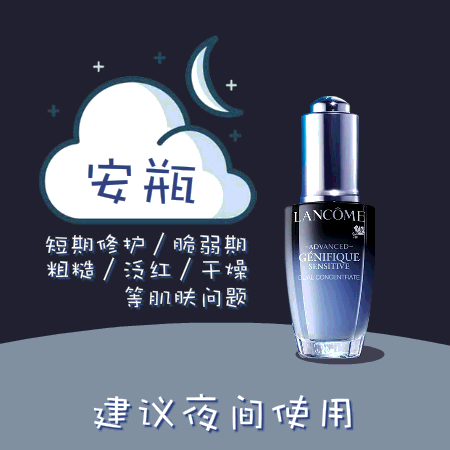 安瓶
短期修护/脆弱期
粗糙/泛红/干燥
等肌肤问题
LANCÔME
ADVANCED
GÉNIFIQUE
SENSITIVE
DUAL CONCENTRATE
建议夜间使用